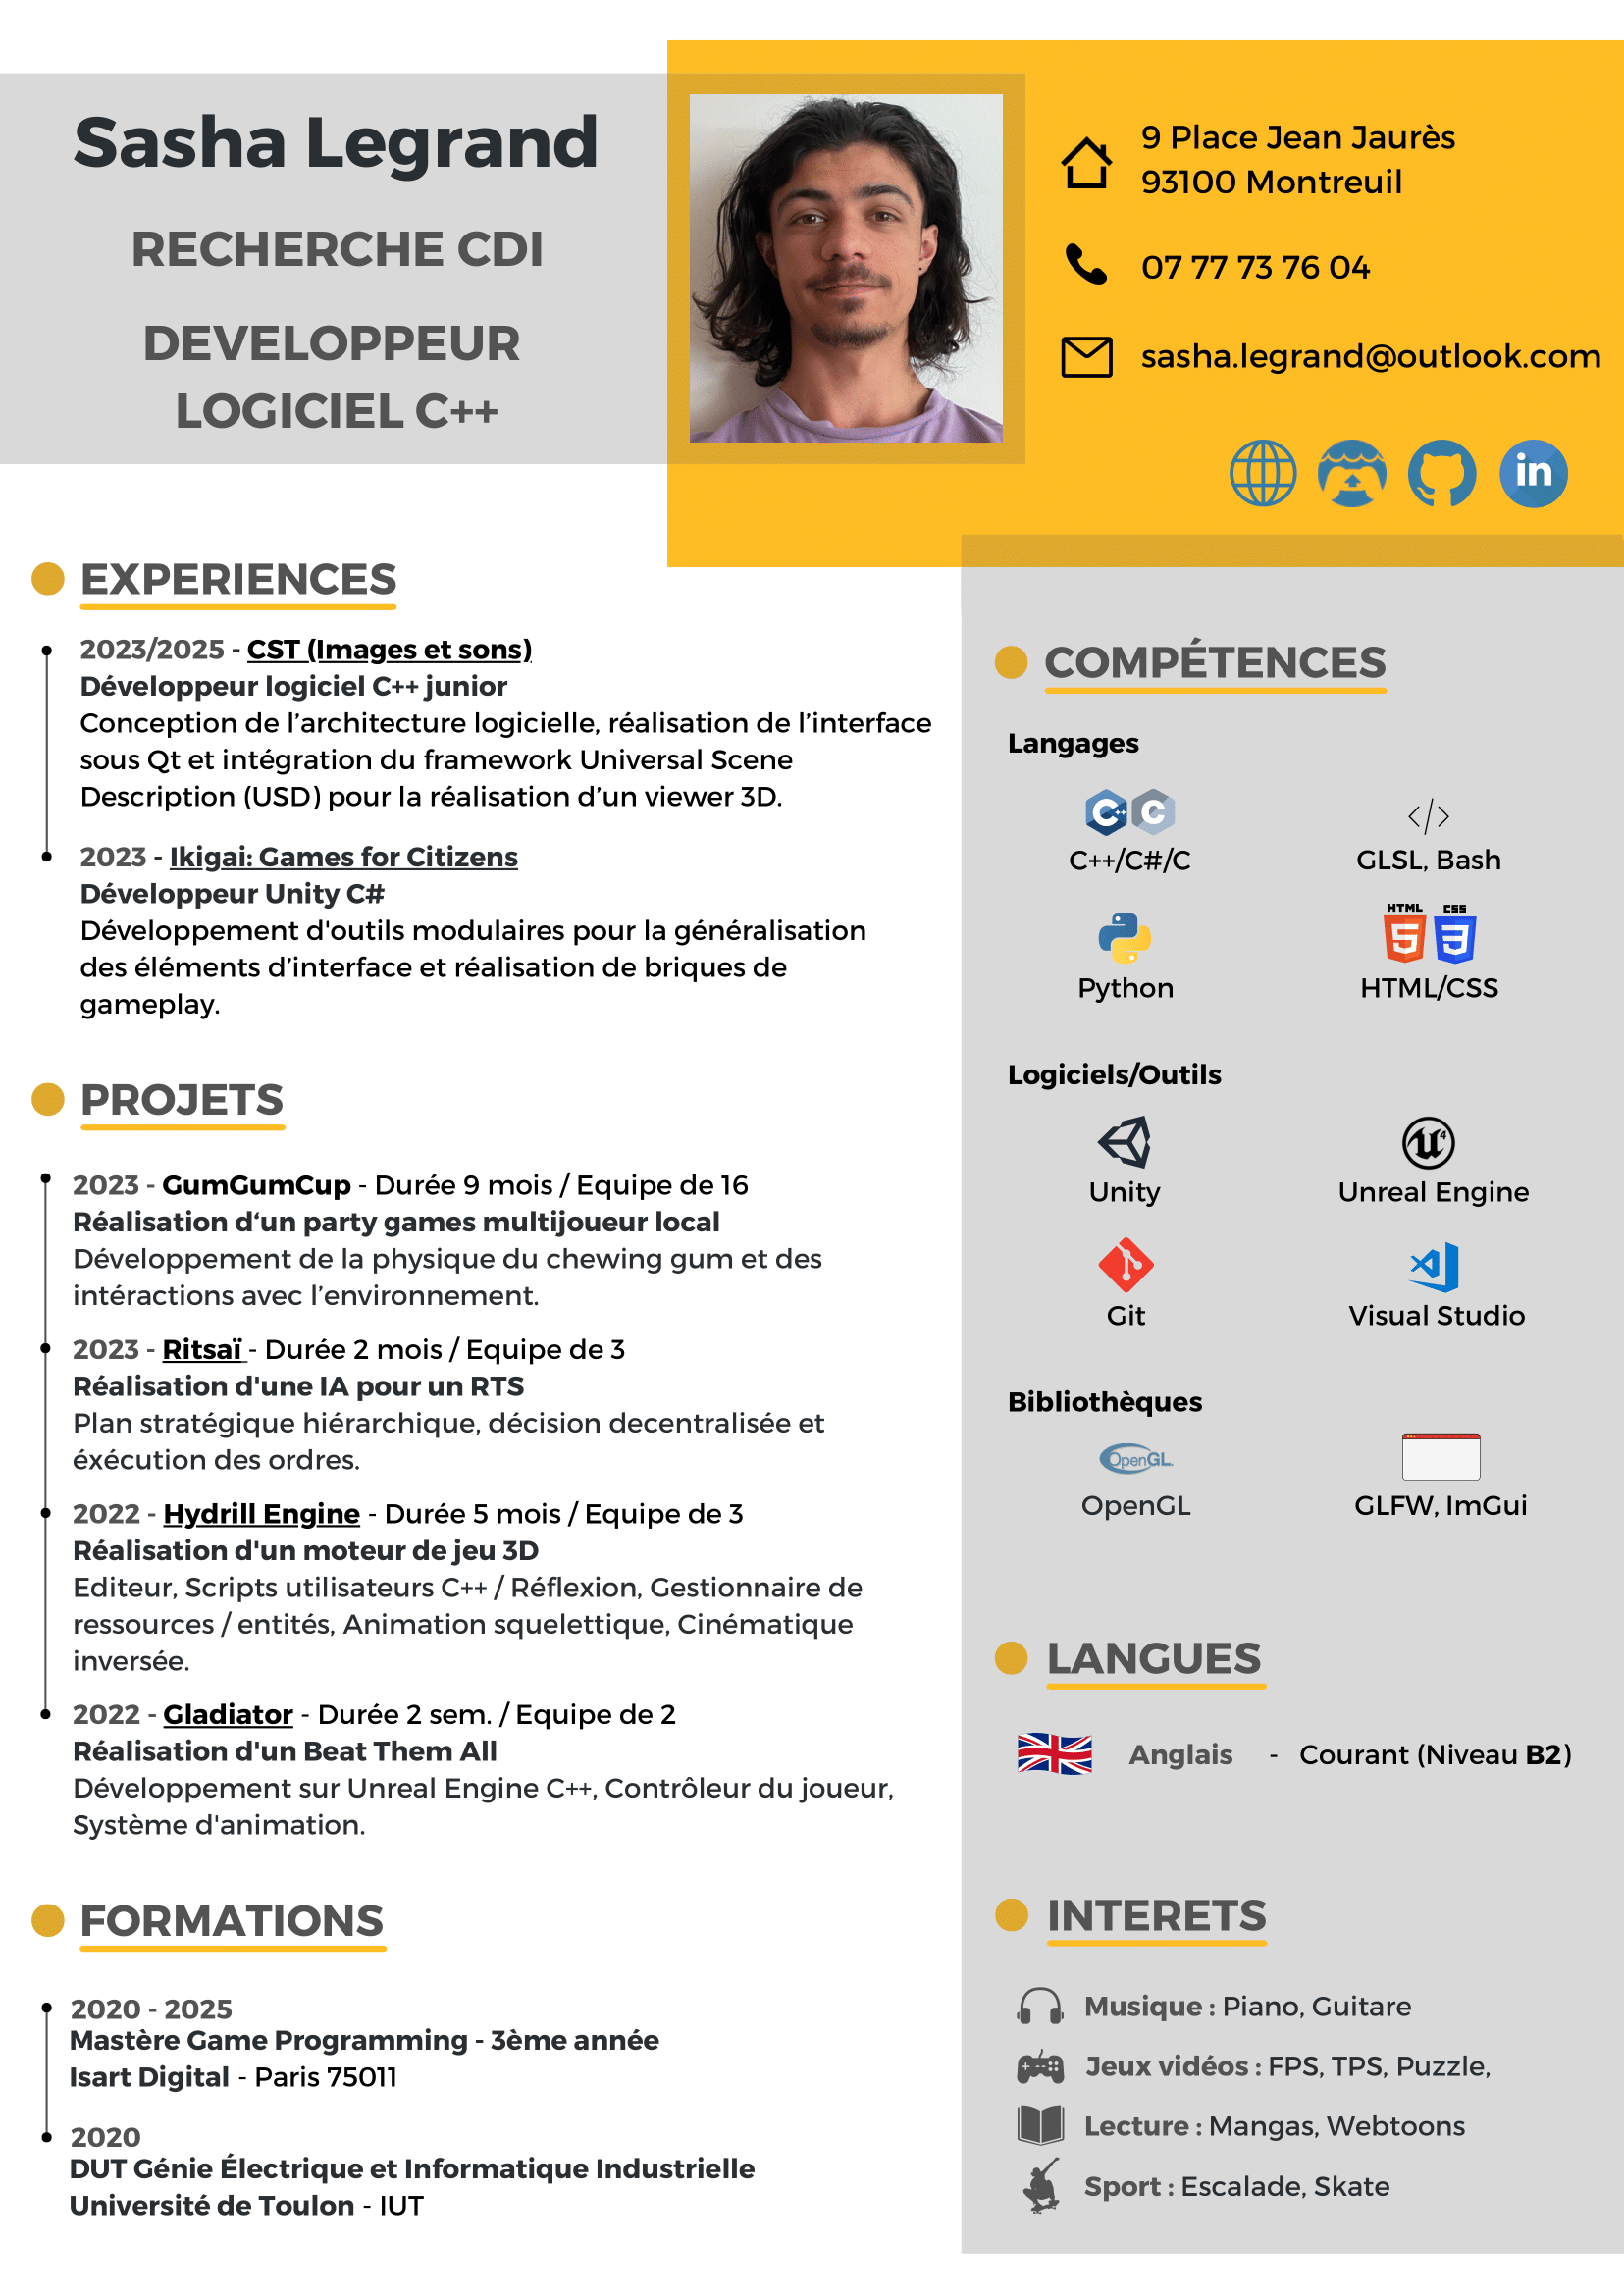 Sasha Legrand
RECHERCHE CDI
DEVELOPPEUR
LOGICIEL C++
9 Place Jean Jaurès
93100 Montreuil
07 77 73 76 04
sasha.legrand@outlook.com
in
EXPERIENCES
2023/2025 - CST (Images et sons)
Développeur logiciel C++ junior
Conception de l’architecture logicielle, réalisation de l’interface
sous Qt et intégration du framework Universal Scene
Description (USD) pour la réalisation d’un viewer 3D.
2023 - Ikigai: Games for Citizens
Développeur Unity C#
Développement d'outils modulaires pour la généralisation
des éléments d’interface et réalisation de briques de
gameplay.
PROJETS
2023 - GumGumCup - Durée 9 mois / Equipe de 16
Réalisation d‘un party games multijoueur local
Développement de la physique du chewing gum et des
intéractions avec l’environnement.
2023 - Ritsaï - Durée 2 mois / Equipe de 3
Réalisation d'une IA pour un RTS
Plan stratégique hiérarchique, décision decentralisée et
éxécution des ordres.
2022 - Hydrill Engine - Durée 5 mois / Equipe de 3
Réalisation d'un moteur de jeu 3D
Editeur, Scripts utilisateurs C++ / Réflexion, Gestionnaire de
ressources / entités, Animation squelettique, Cinématique
inversée.
2022 - Gladiator - Durée 2 sem. / Equipe de 2
Réalisation d'un Beat Them All
Développement sur Unreal Engine C++, Contrôleur du joueur,
Système d'animation.
FORMATIONS
2020 - 2025
Mastère Game Programming - 3ème année
Isart Digital - Paris 75011
2020
DUT Génie Électrique et Informatique Industrielle
Université de Toulon - IUT
COMPÉTENCES
Langages
C++ C </>
C++/C#/C GLSL, Bash
HTML CSS
5 3
Python HTML/CSS
Logiciels/Outils
U4
Unity Unreal Engine
Git Visual Studio
Bibliothèques
OpenGL.
OpenGL GLFW, ImGui
LANGUES
Anglais - Courant (Niveau B2)
INTERETS
Musique : Piano, Guitare
Jeux vidéos : FPS, TPS, Puzzle,
Lecture : Mangas, Webtoons
Sport : Escalade, Skate